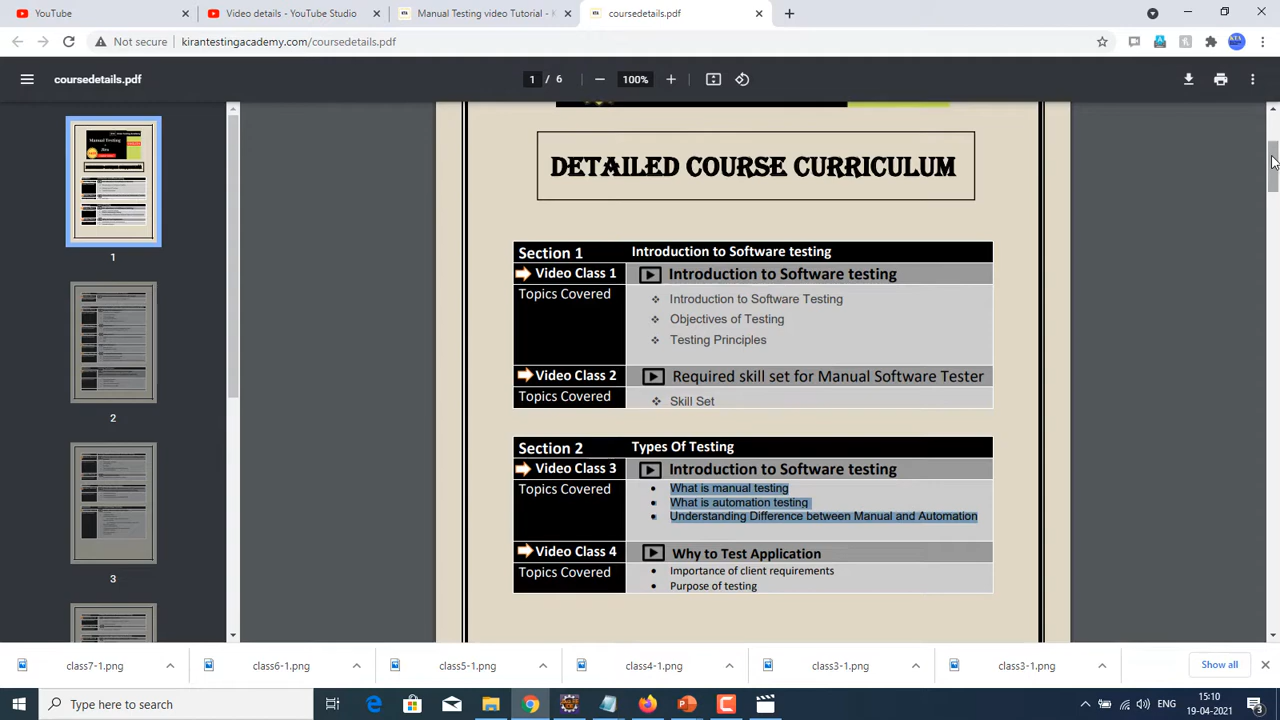 YouTube
Video details - YouTube Studio
Manual Testing video Tutorial - K
coursedetails.pdf
Not secure
kirantestingacademy.com/coursedetails.pdf
coursedetails.pdf
1 / 6
100%
DETAILED COURSE CURRICULUM
Section 1 Introduction to Software testing
Video Class 1 Introduction to Software testing
Topics Covered
Introduction to Software Testing
Objectives of Testing
Testing Principles
Video Class 2 Required skill set for Manual Software Tester
Topics Covered
Skill Set
Section 2 Types Of Testing
Video Class 3 Introduction to Software testing
Topics Covered
What is manual testing
What is automation testing
Understanding Difference between Manual and Automation
Video Class 4 Why to Test Application
Topics Covered
Importance of client requirements
Purpose of testing
1
2
3
class7-1.png
class6-1.png
class5-1.png
class4-1.png
class3-1.png
class3-1.png
Show all
Type here to search
ENG
15:10
19-04-2021
3